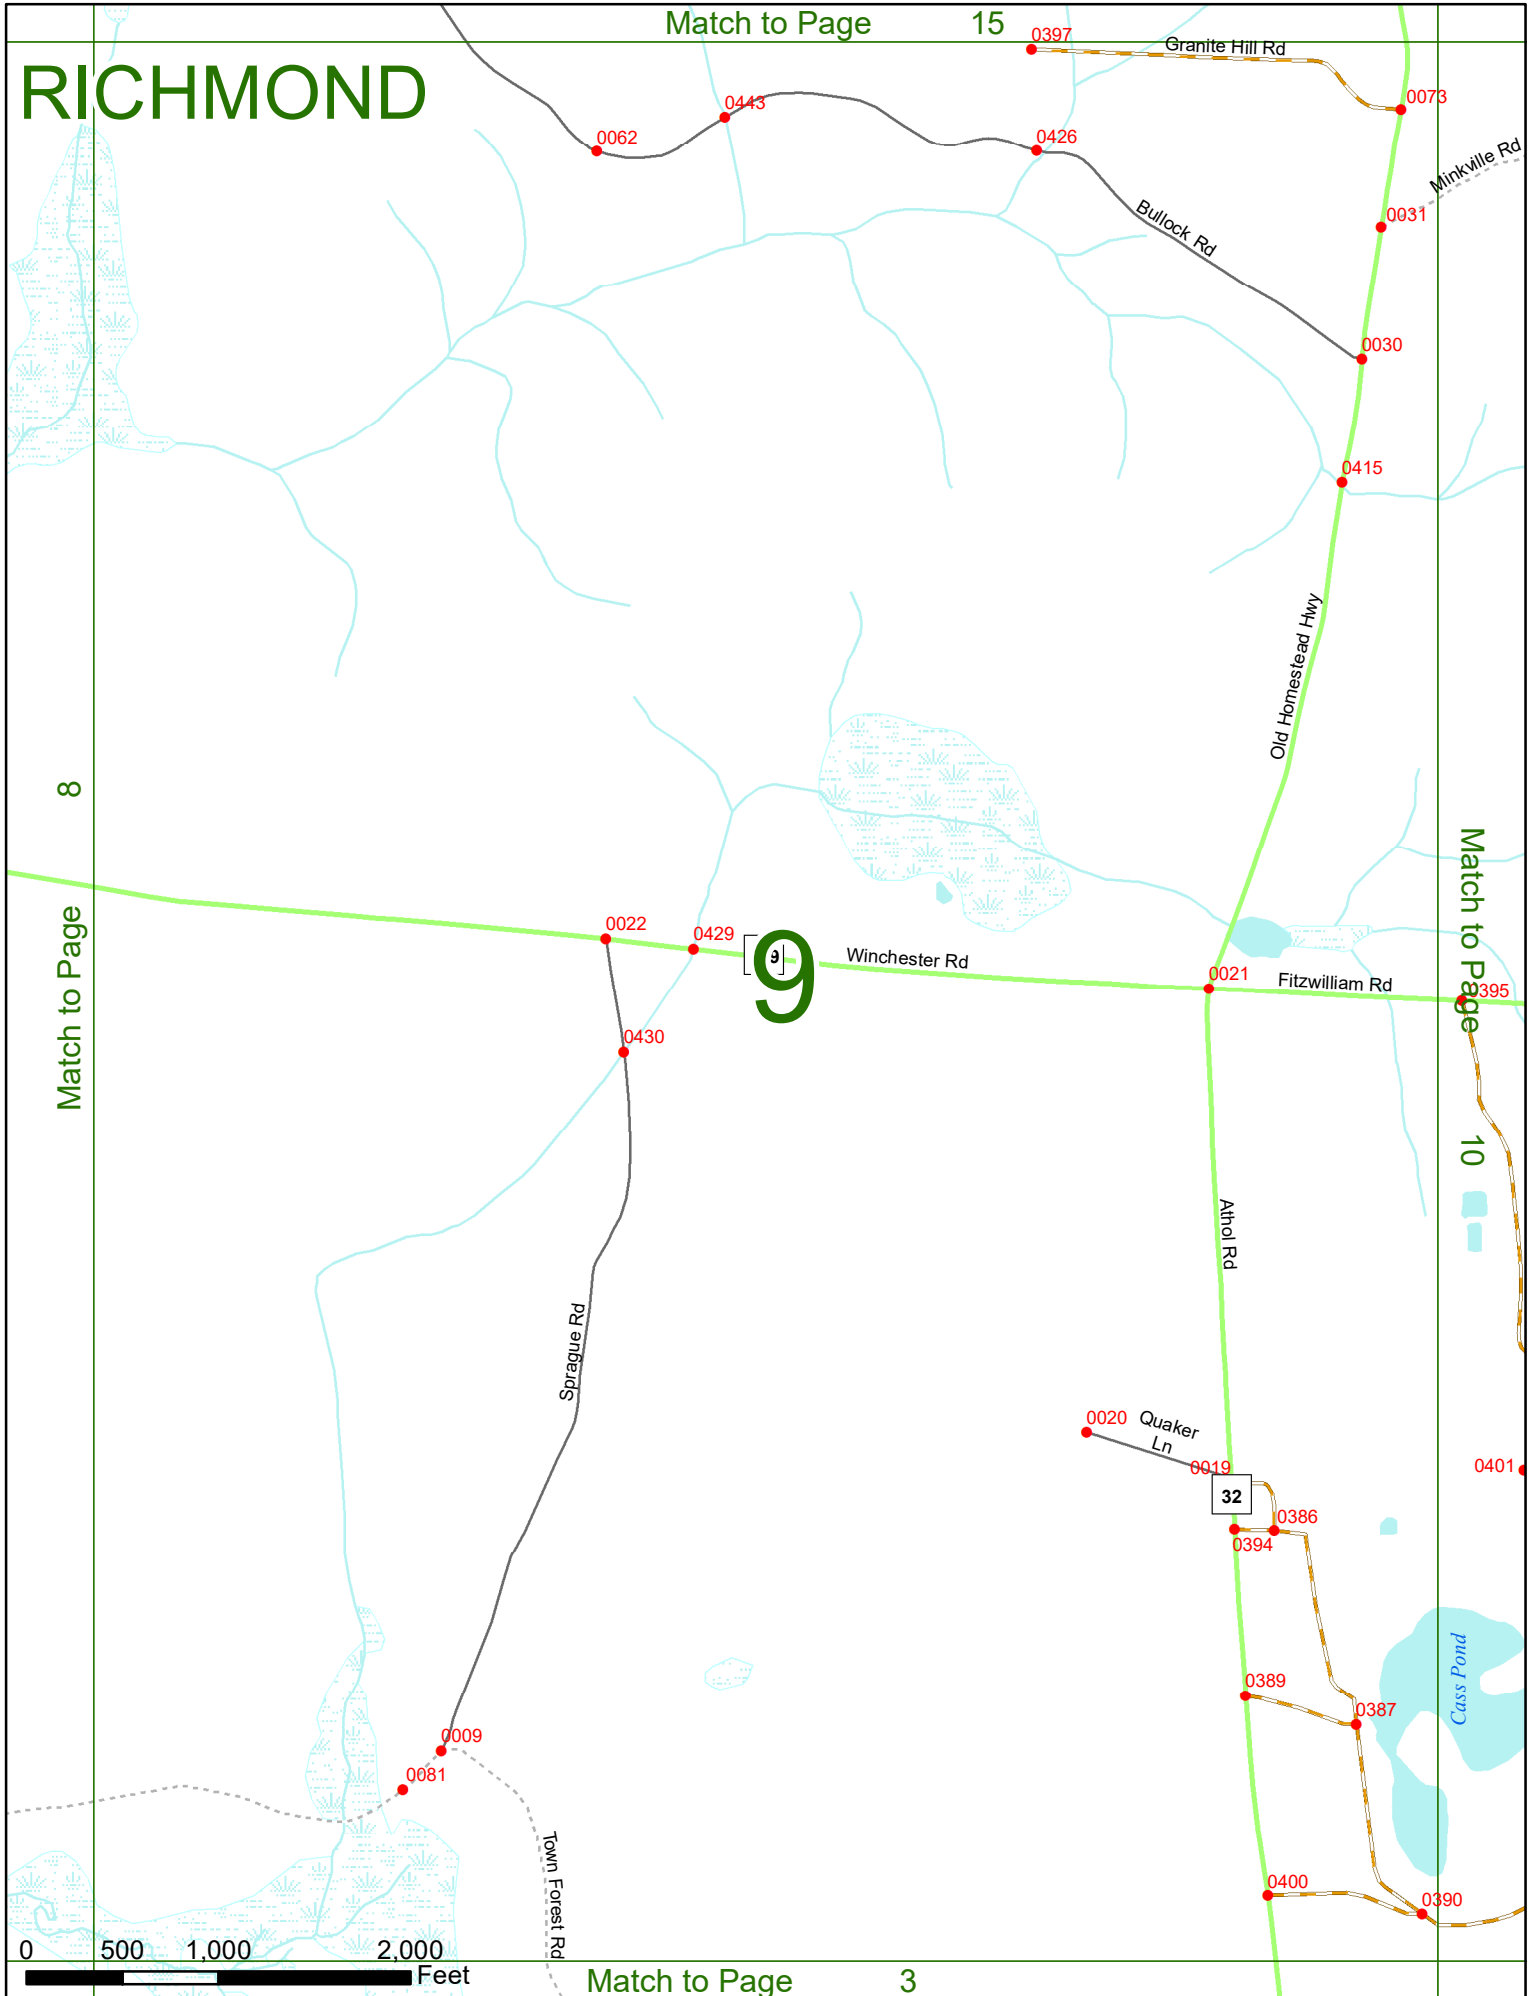 Match to Page 15
RICHMOND
0397
Granite Hill Rd
0073
0443
0062
0426
Minkville Rd
0031
Bullock Rd
0030
0415
Old Homestead Hwy
8
Match to Page
Match to Page
10
0022
0429
9
9
Winchester Rd
0021
Fitzwilliam Rd
0395
0430
Athol Rd
Sprague Rd
0020
Quaker
Ln
0019
0401
32
0386
0394
Cass Pond
0389
0387
0009
0081
Town Forest Rd
0400
0390
0 500 1,000 2,000
Feet
Match to Page 3